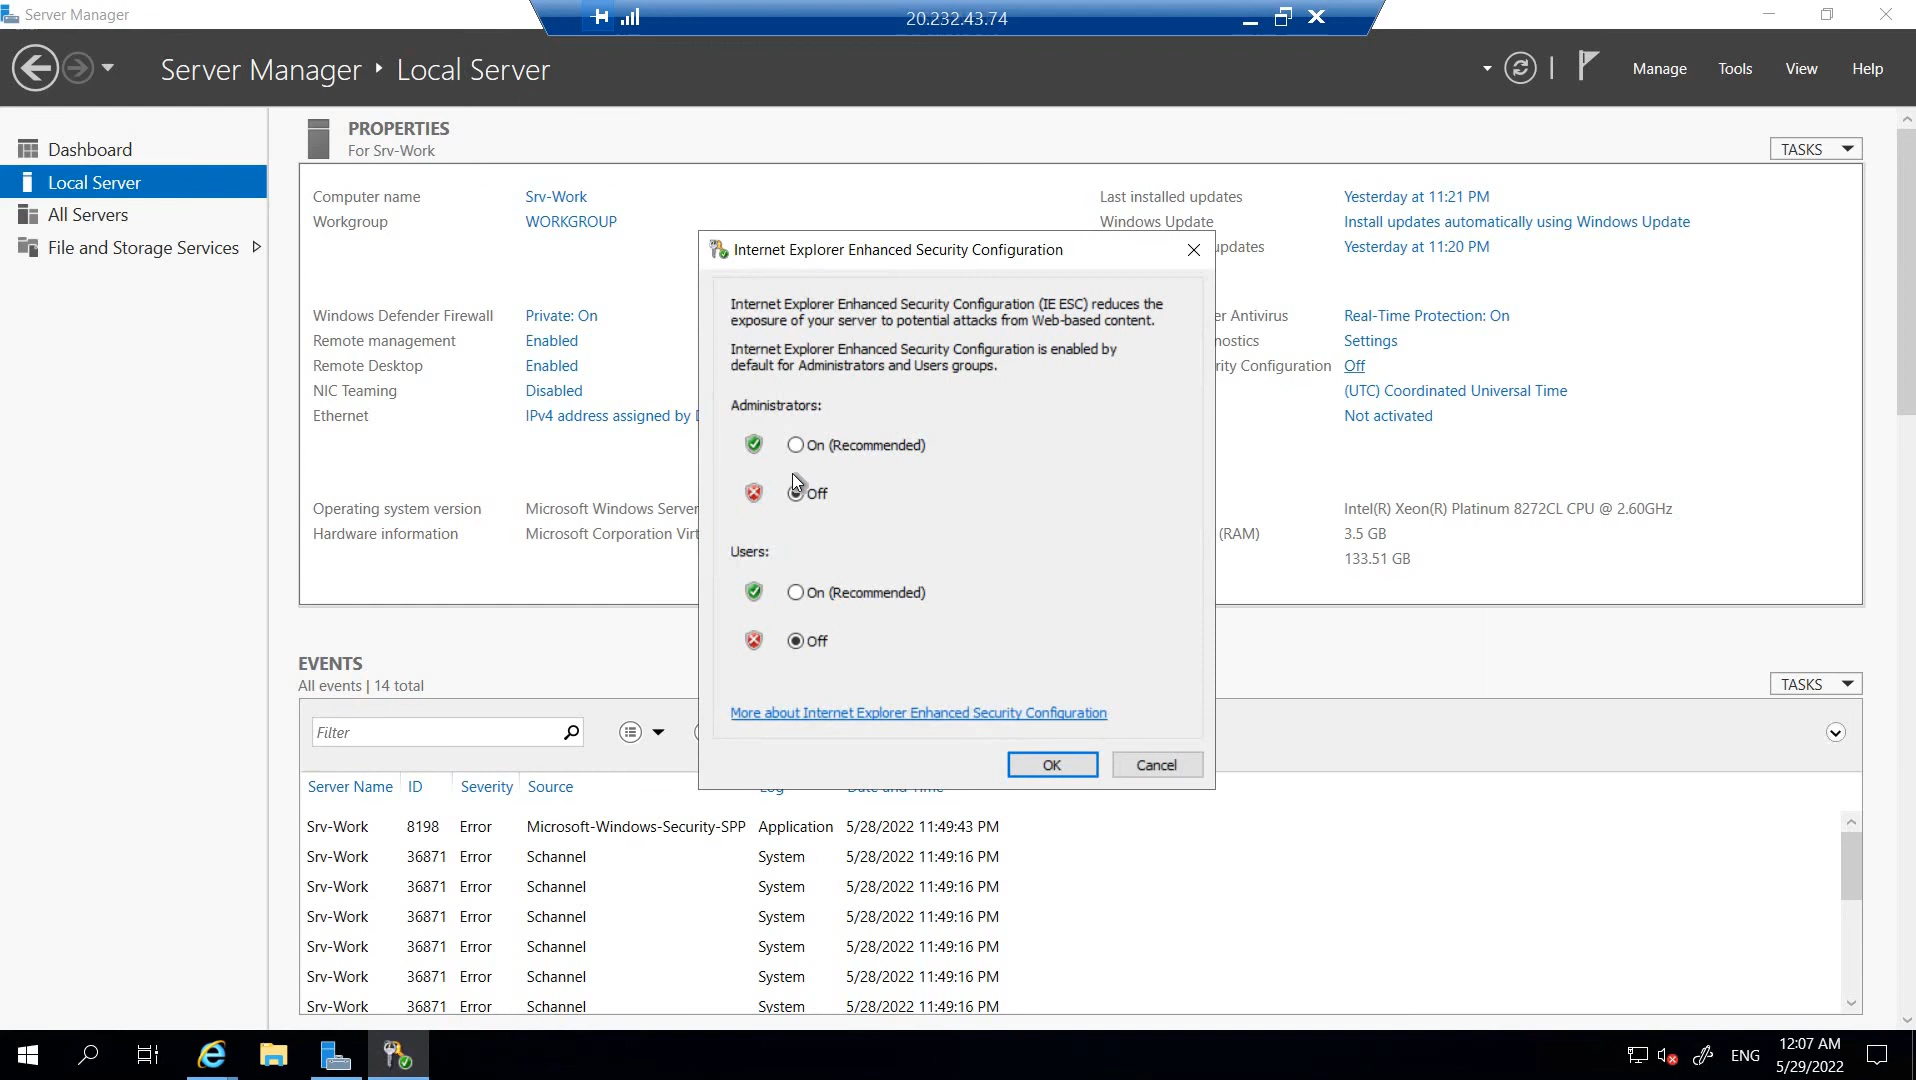 Server Manager
20.232.43.74
Server Manager ‣ Local Server
Manage
Tools
View
Help
Dashboard
Local Server
All Servers
File and Storage Services
PROPERTIES
For Srv-Work
TASKS
Computer name
Srv-Work
Last installed updates
Yesterday at 11:21 PM
Workgroup
WORKGROUP
Windows Update
Install updates automatically using Windows Update
updates
Yesterday at 11:20 PM
Windows Defender Firewall
Private: On
er Antivirus
Real-Time Protection: On
Remote management
Enabled
nostics
Settings
Remote Desktop
Enabled
rity Configuration
Off
NIC Teaming
Disabled
(UTC) Coordinated Universal Time
Ethernet
IPv4 address assigned by
Not activated
Operating system version
Microsoft Windows Server
Intel(R) Xeon(R) Platinum 8272CL CPU @ 2.60GHz
Hardware information
Microsoft Corporation Virt
(RAM)
3.5 GB
133.51 GB
Internet Explorer Enhanced Security Configuration
Internet Explorer Enhanced Security Configuration (IE ESC) reduces the
exposure of your server to potential attacks from Web-based content.
Internet Explorer Enhanced Security Configuration is enabled by
default for Administrators and Users groups.
Administrators:
On (Recommended)
Off
Users:
On (Recommended)
Off
More about Internet Explorer Enhanced Security Configuration
OK
Cancel
EVENTS
All events | 14 total
TASKS
Filter
Server Name ID Severity Source Log Date and Time
Srv-Work 8198 Error Microsoft-Windows-Security-SPP Application 5/28/2022 11:49:43 PM
Srv-Work 36871 Error Schannel System 5/28/2022 11:49:16 PM
Srv-Work 36871 Error Schannel System 5/28/2022 11:49:16 PM
Srv-Work 36871 Error Schannel System 5/28/2022 11:49:16 PM
Srv-Work 36871 Error Schannel System 5/28/2022 11:49:16 PM
Srv-Work 36871 Error Schannel System 5/28/2022 11:49:16 PM
Srv-Work 36871 Error Schannel System 5/28/2022 11:49:16 PM
ENG
12:07 AM
5/29/2022